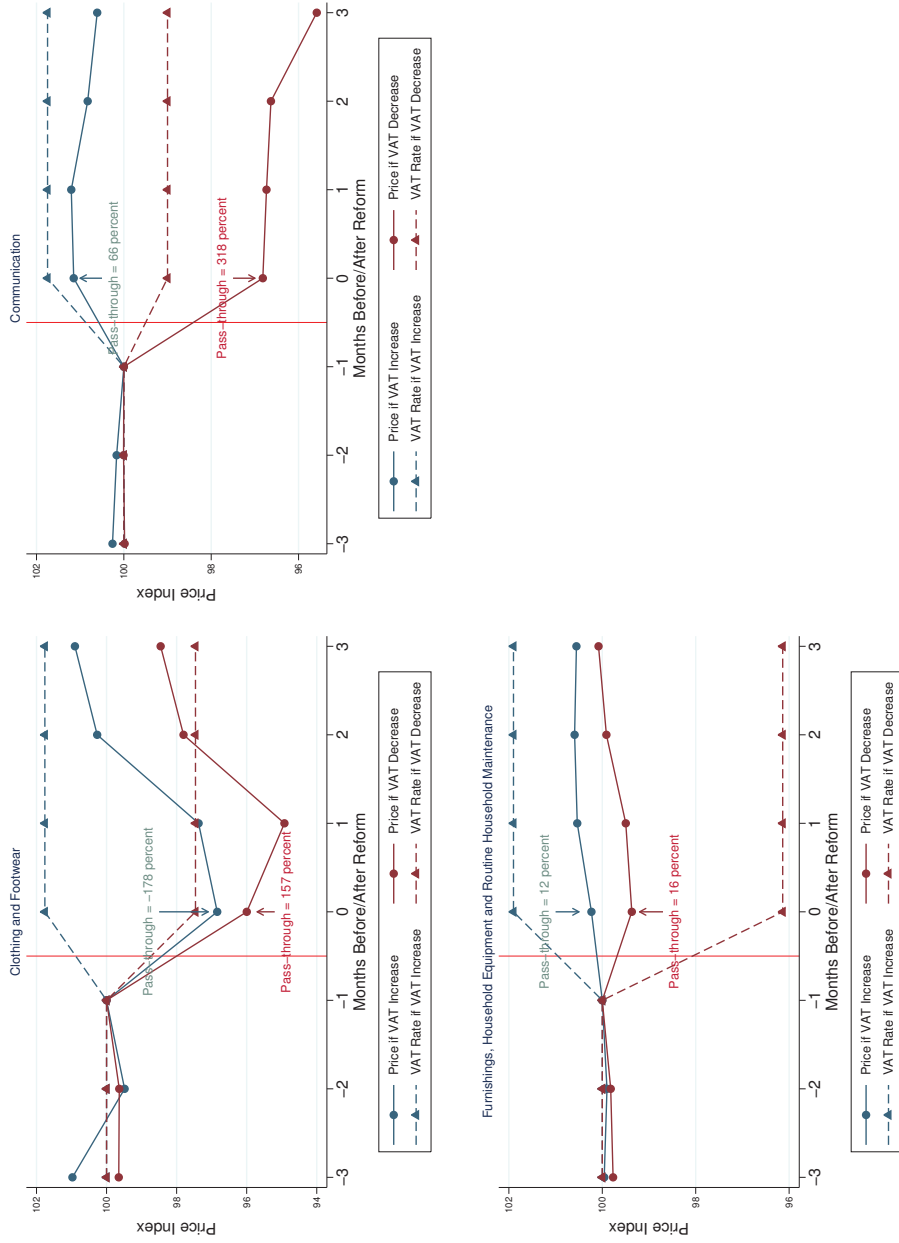 Clothing and Footwear
Price Index
102
100
98
96
94
Pass−through = −178 percent
Pass−through = 157 percent
−3 −2 −1 0 1 2 3
Months Before/After Reform
Price if VAT Increase Price if VAT Decrease
VAT Rate if VAT Increase VAT Rate if VAT Decrease
Communication
Price Index
102
100
98
96
Pass−through = 66 percent
Pass−through = 318 percent
−3 −2 −1 0 1 2 3
Months Before/After Reform
Price if VAT Increase Price if VAT Decrease
VAT Rate if VAT Increase VAT Rate if VAT Decrease
Furnishings, Household Equipment and Routine Household Maintenance
Price Index
102
100
98
96
Pass−through = 12 percent
Pass−through = 16 percent
−3 −2 −1 0 1 2 3
Months Before/After Reform
Price if VAT Increase Price if VAT Decrease
VAT Rate if VAT Increase VAT Rate if VAT Decrease